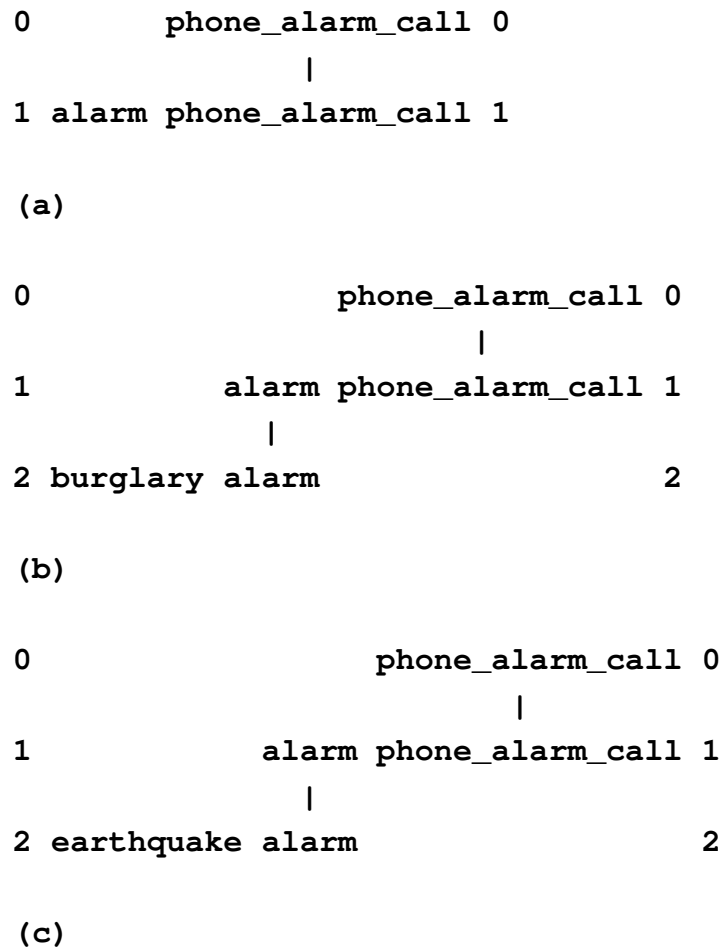 0 phone_alarm_call 0
|
1 alarm phone_alarm_call 1
(a)
0 phone_alarm_call 0
|
1 alarm phone_alarm_call 1
|
2 burglary alarm 2
(b)
0 phone_alarm_call 0
|
1 alarm phone_alarm_call 1
|
2 earthquake alarm 2
(c)